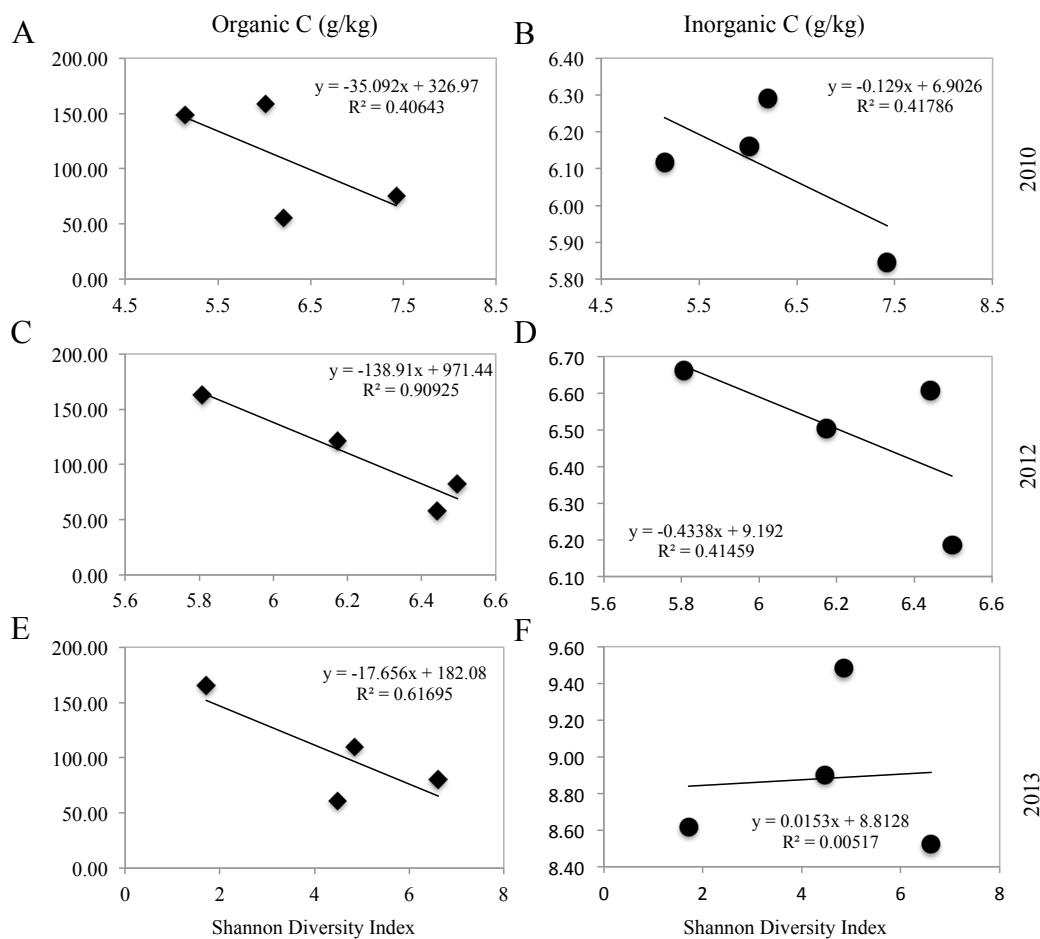 Organic C (g/kg)
Inorganic C (g/kg)
A
200.00
150.00
100.00
50.00
0.00
4.5 5.5 6.5 7.5 8.5
y = -35.092x + 326.97
R² = 0.40643
B
6.40
6.30
6.20
6.10
6.00
5.90
5.80
4.5 5.5 6.5 7.5 8.5
y = -0.129x + 6.9026
R² = 0.41786
2010
C
200.00
150.00
100.00
50.00
0.00
5.6 5.8 6 6.2 6.4 6.6
y = -138.91x + 971.44
R² = 0.90925
D
6.70
6.60
6.50
6.40
6.30
6.20
6.10
5.6 5.8 6 6.2 6.4 6.6
y = -0.4338x + 9.192
R² = 0.41459
2012
E
200.00
150.00
100.00
50.00
0.00
0 2 4 6 8
y = -17.656x + 182.08
R² = 0.61695
Shannon Diversity Index
F
9.60
9.40
9.20
9.00
8.80
8.60
8.40
0 2 4 6 8
y = 0.0153x + 8.8128
R² = 0.00517
Shannon Diversity Index
2013